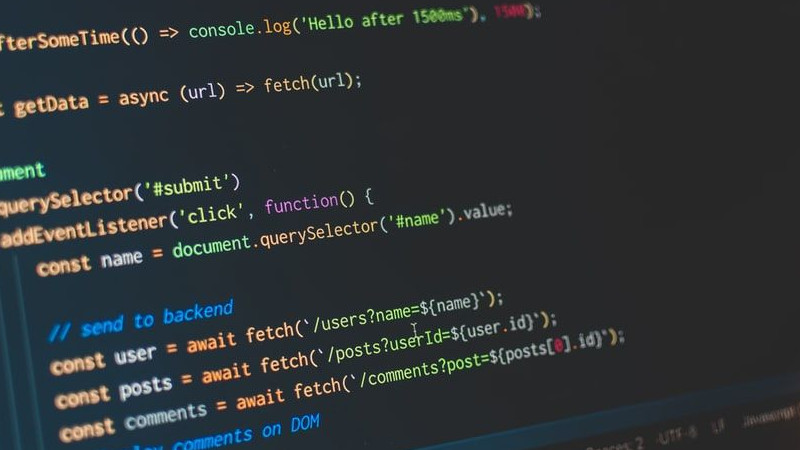 fterSomeTime(() => console.log('Hello after 1500ms'), 1500);
t getData = async (url) => fetch(url);
ument
querySelector('#submit')
addEventListener('click', function() {
const name = document.querySelector('#name').value;
// send to backend
const user = await fetch(`/users?name=${name}`);
const posts = await fetch(`/posts?userId=${user.id}`);
const comments = await fetch(`/comments?post=${posts[0].id}`);
comments on DOM
UTF-8 LF Javascript